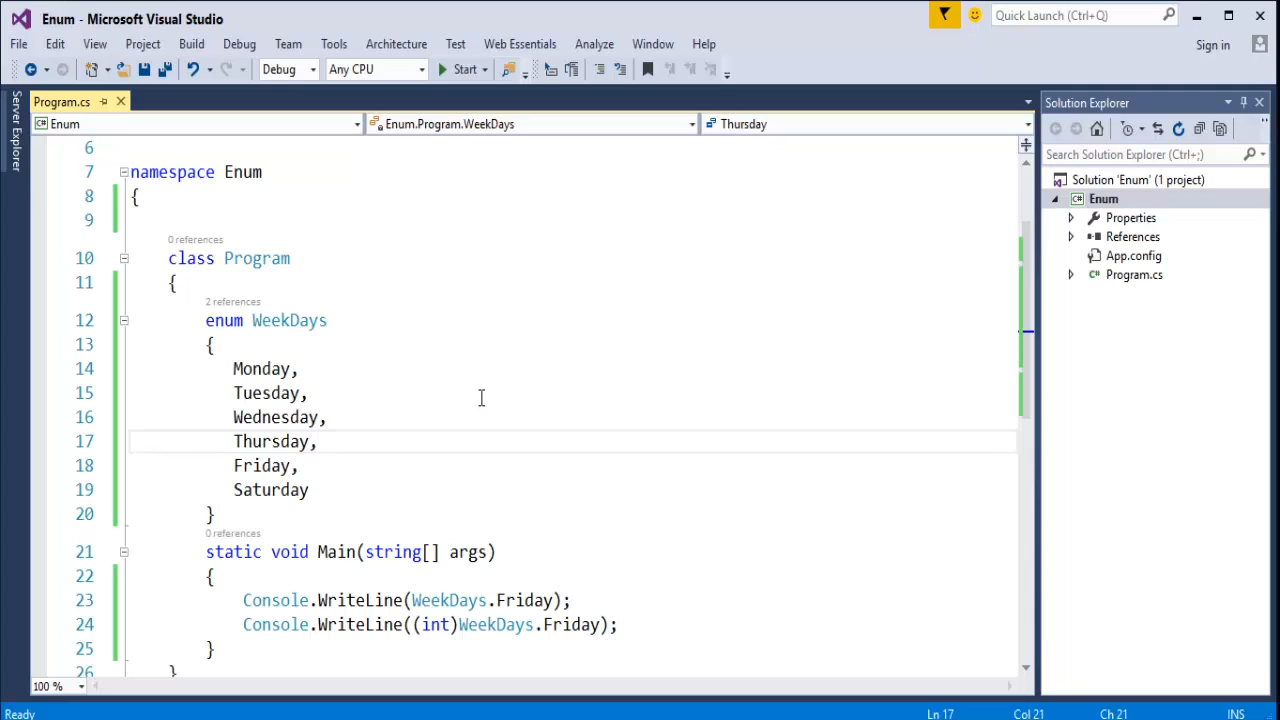 Enum - Microsoft Visual Studio
Quick Launch (Ctrl+Q)
File Edit View Project Build Debug Team Tools Architecture Test Web Essentials Analyze Window Help
Sign in
Debug Any CPU Start
Server Explorer
Program.cs
Enum Enum.Program.WeekDays Thursday
6
7 namespace Enum
8 {
9
0 references
10 class Program
11 {
2 references
12 enum WeekDays
13 {
14 Monday,
15 Tuesday,
16 Wednesday,
17 Thursday,
18 Friday,
19 Saturday
20 }
0 references
21 static void Main(string[] args)
22 {
23 Console.WriteLine(WeekDays.Friday);
24 Console.WriteLine((int)WeekDays.Friday);
25 }
26 }
100 %
Solution Explorer
Search Solution Explorer (Ctrl+;)
Solution 'Enum' (1 project)
C# Enum
Properties
References
App.config
C# Program.cs
Ready Ln 17 Col 21 Ch 21 INS